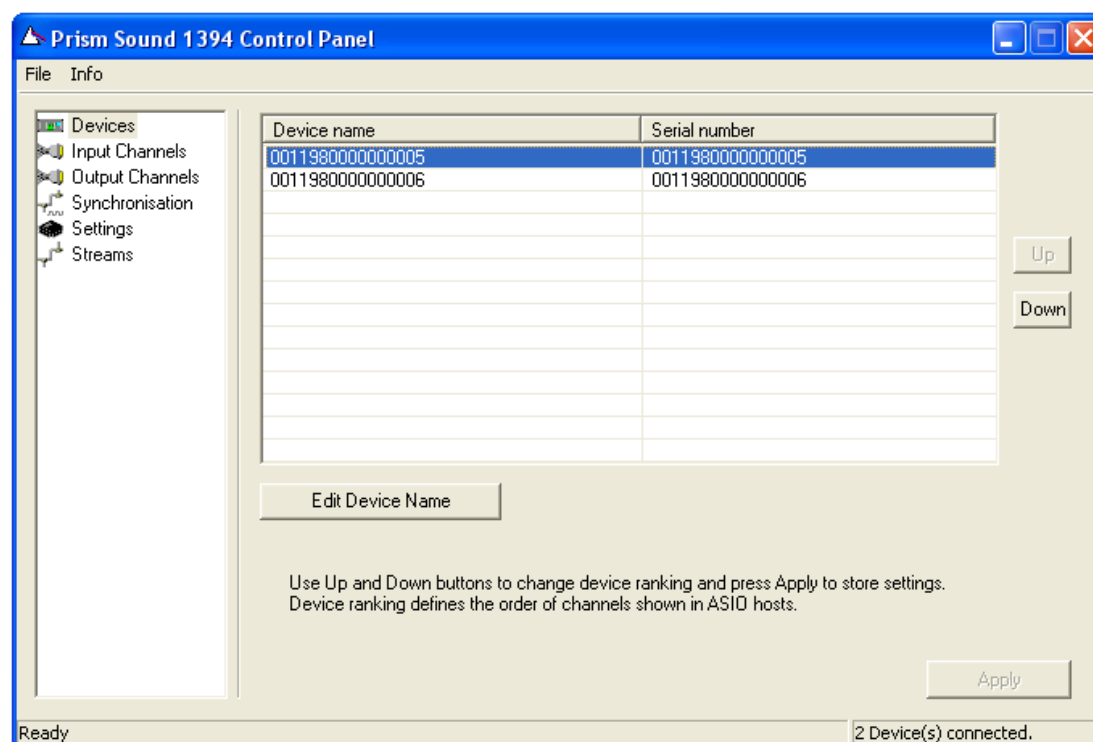 Prism Sound 1394 Control Panel
File Info
Devices
Input Channels
Output Channels
Synchronisation
Settings
Streams
Device name Serial number
0011980000000005 0011980000000005
0011980000000006 0011980000000006
Up
Down
Edit Device Name
Use Up and Down buttons to change device ranking and press Apply to store settings.
Device ranking defines the order of channels shown in ASIO hosts.
Apply
Ready 2 Device(s) connected.